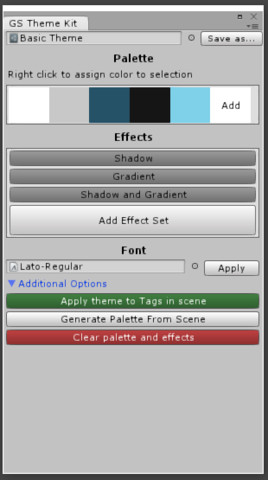 GS Theme Kit
Basic Theme
Save as...
Palette
Right click to assign color to selection
Add
Effects
Shadow
Gradient
Shadow and Gradient
Add Effect Set
Font
Lato-Regular
Apply
Additional Options
Apply theme to Tags in scene
Generate Palette From Scene
Clear palette and effects